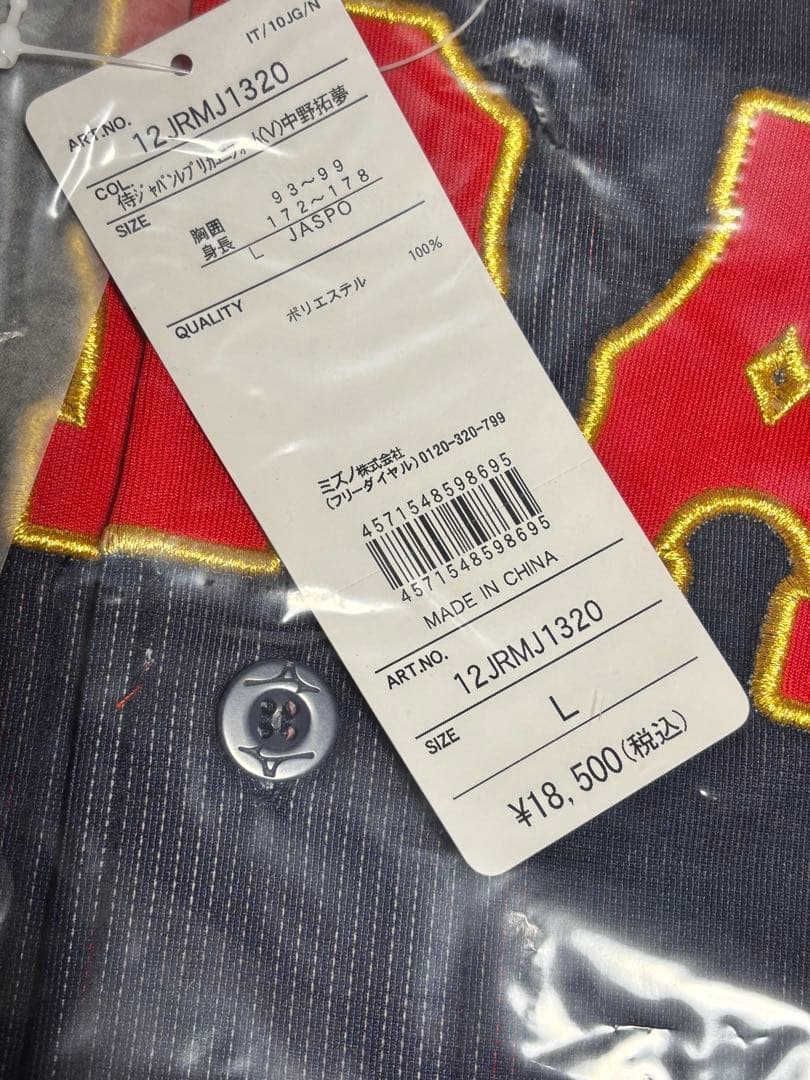 IT/10JG/N
ART.NO.
12JRMJ1320
COL.
侍ジャパンレプリカユニフォーム(V)中野拓夢
SIZE
胸囲 93~99
身長 172~178
L JASPO
QUALITY
ポリエステル 100%
ミズノ株式会社
(フリーダイヤル)0120-320-799
4571548598695
4571548598695
MADE IN CHINA
ART.NO.
12JRMJ1320
SIZE
L
¥18,500(税込)